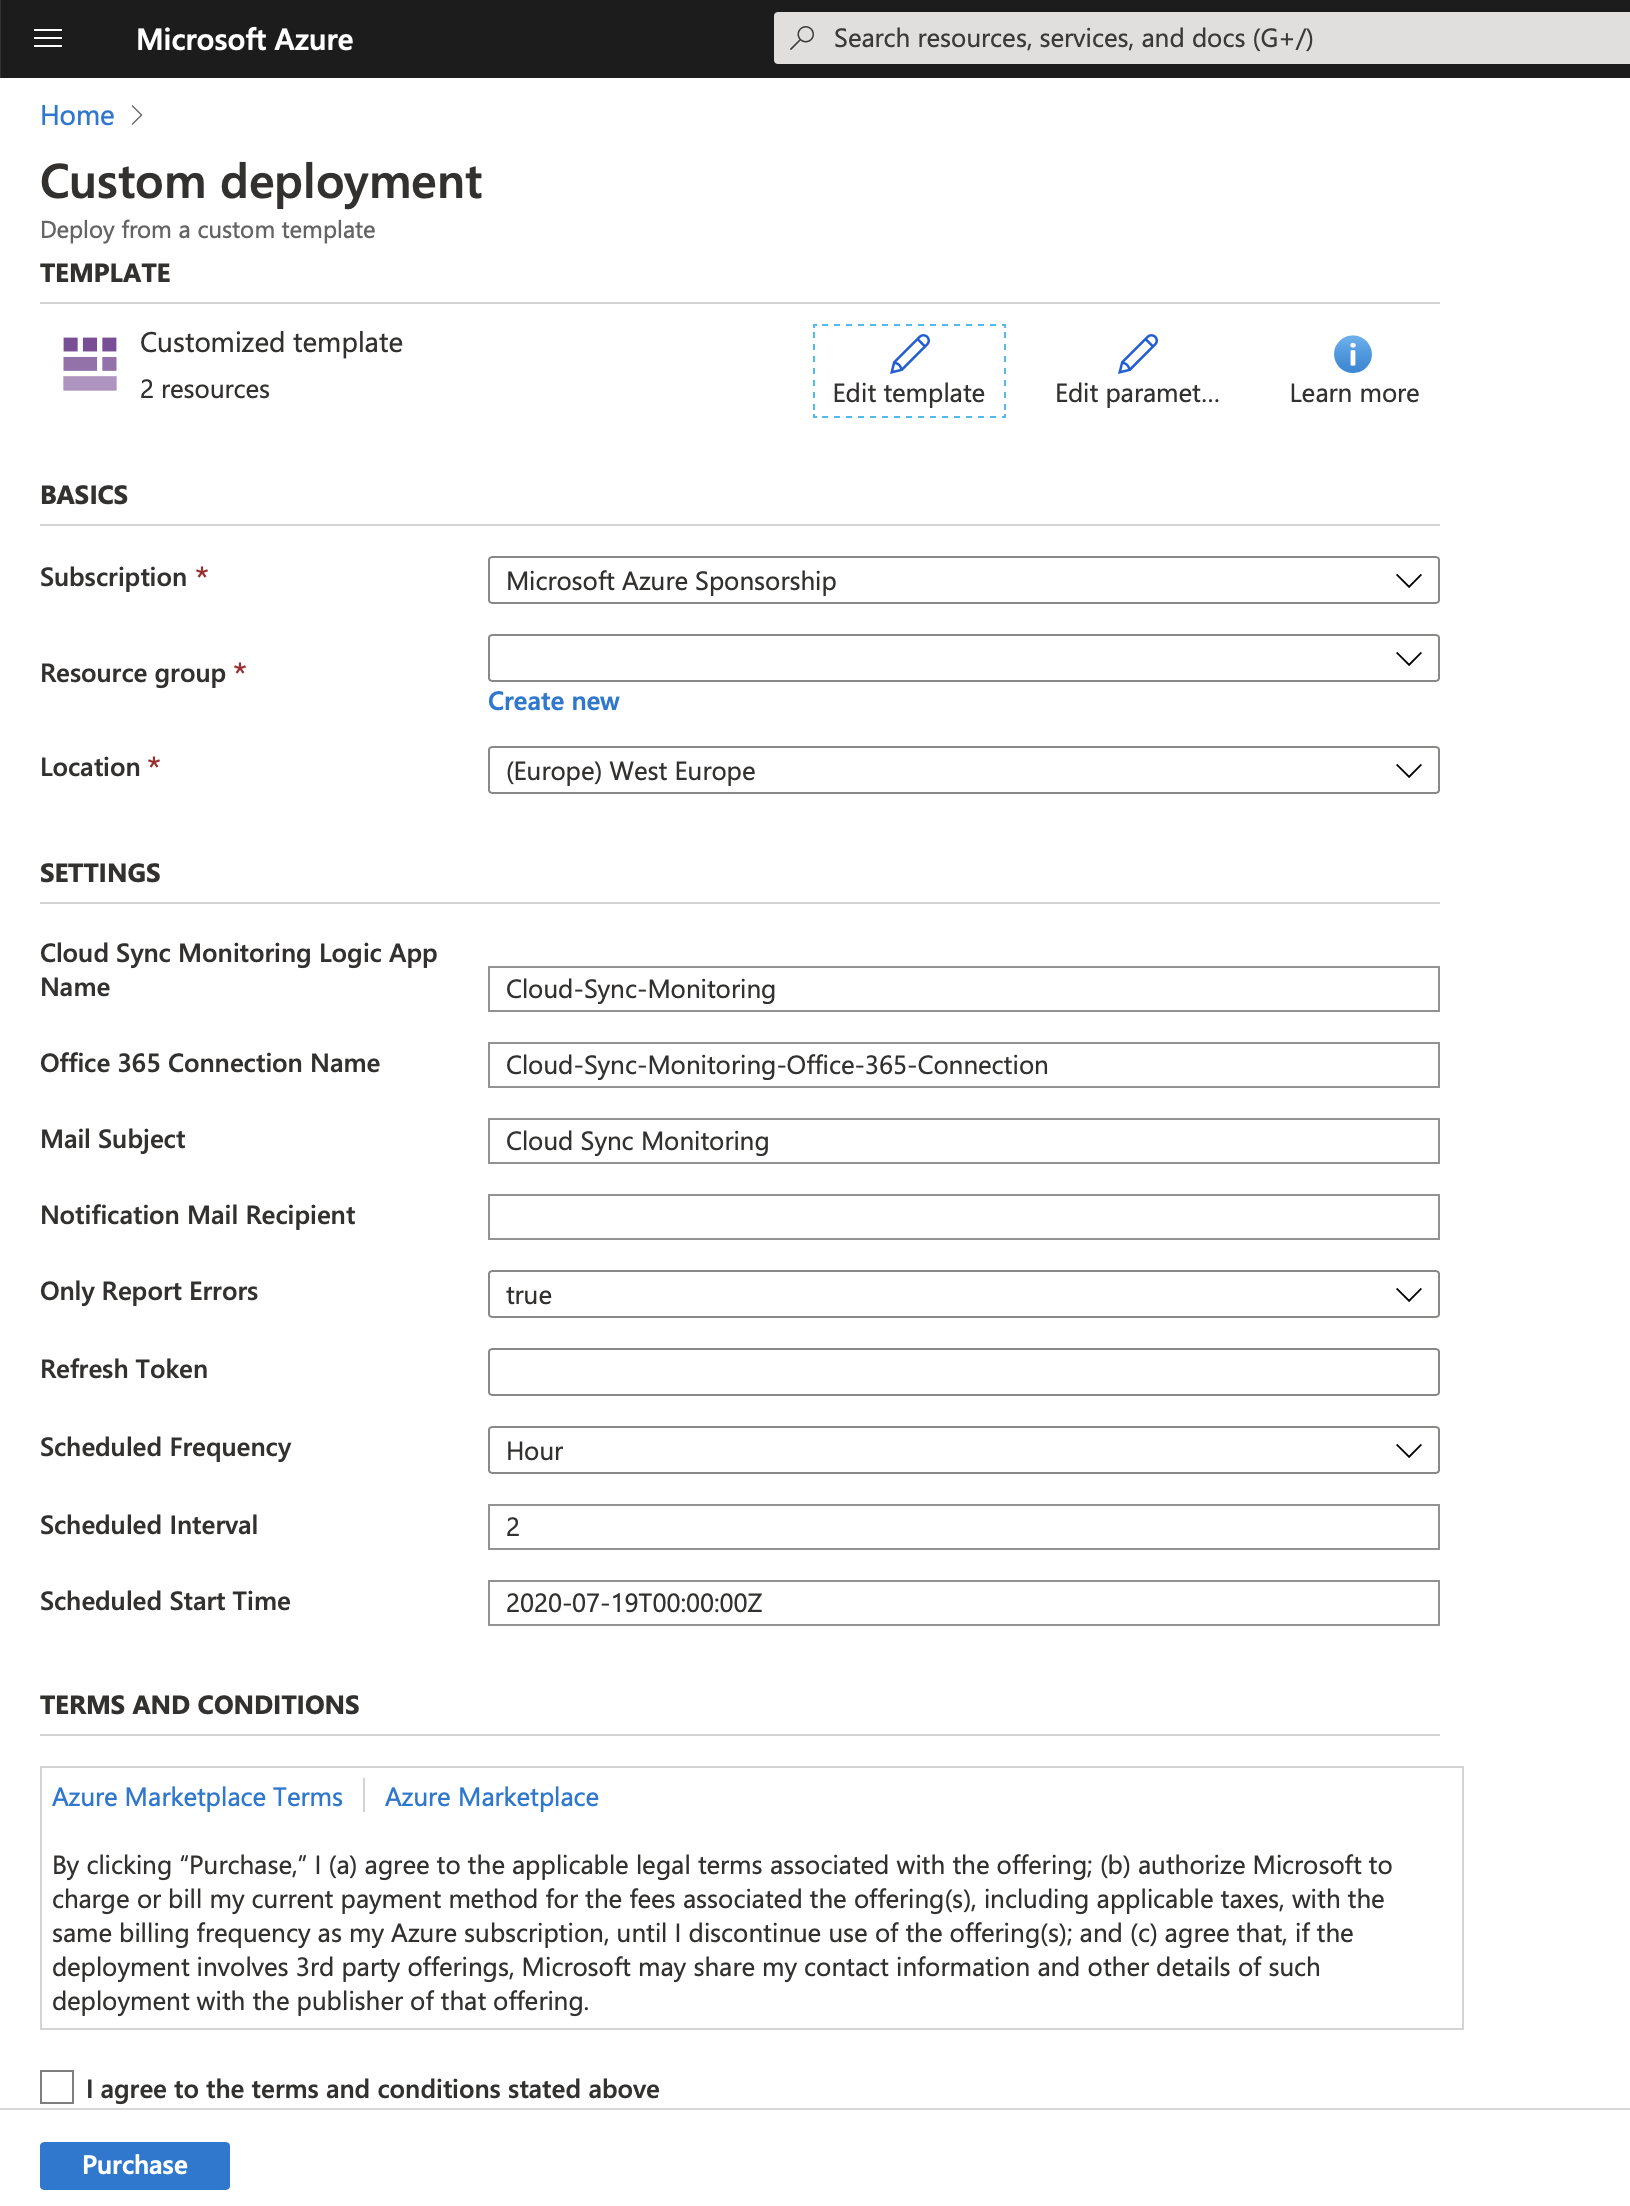 Microsoft Azure
Search resources, services, and docs (G+/)
Home
Custom deployment
Deploy from a custom template
TEMPLATE
Customized template
2 resources
Edit template
Edit paramet...
Learn more
BASICS
Subscription *
Microsoft Azure Sponsorship
Resource group *
Create new
Location *
(Europe) West Europe
SETTINGS
Cloud Sync Monitoring Logic App
Name
Cloud-Sync-Monitoring
Office 365 Connection Name
Cloud-Sync-Monitoring-Office-365-Connection
Mail Subject
Cloud Sync Monitoring
Notification Mail Recipient
Only Report Errors
true
Refresh Token
Scheduled Frequency
Hour
Scheduled Interval
2
Scheduled Start Time
2020-07-19T00:00:00Z
TERMS AND CONDITIONS
Azure Marketplace Terms
Azure Marketplace
By clicking “Purchase,” I (a) agree to the applicable legal terms associated with the offering; (b) authorize Microsoft to
charge or bill my current payment method for the fees associated the offering(s), including applicable taxes, with the
same billing frequency as my Azure subscription, until I discontinue use of the offering(s); and (c) agree that, if the
deployment involves 3rd party offerings, Microsoft may share my contact information and other details of such
deployment with the publisher of that offering.
I agree to the terms and conditions stated above
Purchase